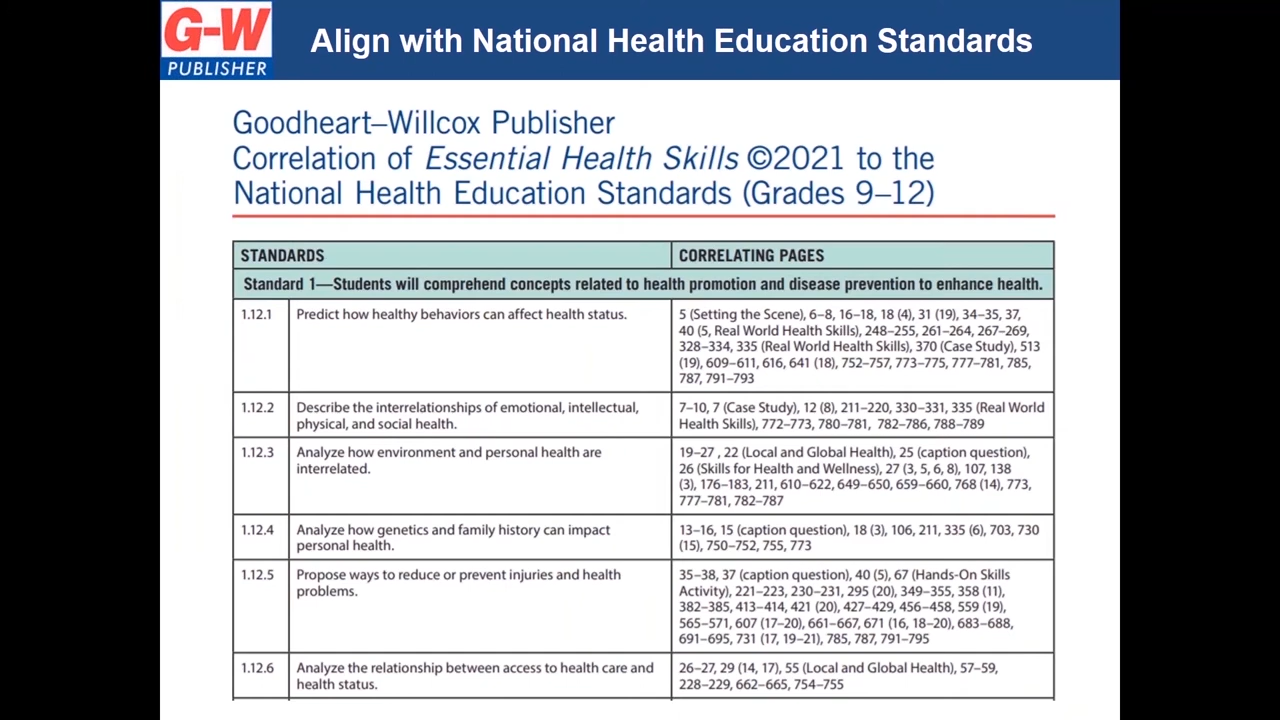 G-W
PUBLISHER
Align with National Health Education Standards
Goodheart–Willcox Publisher
Correlation of Essential Health Skills ©2021 to the
National Health Education Standards (Grades 9–12)
STANDARDS
CORRELATING PAGES
Standard 1—Students will comprehend concepts related to health promotion and disease prevention to enhance health.
1.12.1
Predict how healthy behaviors can affect health status.
5 (Setting the Scene), 6–8, 16–18, 18 (4), 31 (19), 34–35, 37,
40 (5, Real World Health Skills), 248–255, 261–264, 267–269,
328–334, 335 (Real World Health Skills), 370 (Case Study), 513
(19), 609–611, 616, 641 (18), 752–757, 773–775, 777–781, 785,
787, 791–793
1.12.2
Describe the interrelationships of emotional, intellectual,
physical, and social health.
7–10, 7 (Case Study), 12 (8), 211–220, 330–331, 335 (Real World
Health Skills), 772–773, 780–781, 782–786, 788–789
1.12.3
Analyze how environment and personal health are
interrelated.
19–27 , 22 (Local and Global Health), 25 (caption question),
26 (Skills for Health and Wellness), 27 (3, 5, 6, 8), 107, 138
(3), 176–183, 211, 610–622, 649–650, 659–660, 768 (14), 773,
777–781, 782–787
1.12.4
Analyze how genetics and family history can impact
personal health.
13–16, 15 (caption question), 18 (3), 106, 211, 335 (6), 703, 730
(15), 750–752, 755, 773
1.12.5
Propose ways to reduce or prevent injuries and health
problems.
35–38, 37 (caption question), 40 (5), 67 (Hands-On Skills
Activity), 221–223, 230–231, 295 (20), 349–355, 358 (11),
382–385, 413–414, 421 (20), 427–429, 456–458, 559 (19),
565–571, 607 (17–20), 661–667, 671 (16, 18–20), 683–688,
691–695, 731 (17, 19–21), 785, 787, 791–795
1.12.6
Analyze the relationship between access to health care and
health status.
26–27, 29 (14, 17), 55 (Local and Global Health), 57–59,
228–229, 662–665, 754–755